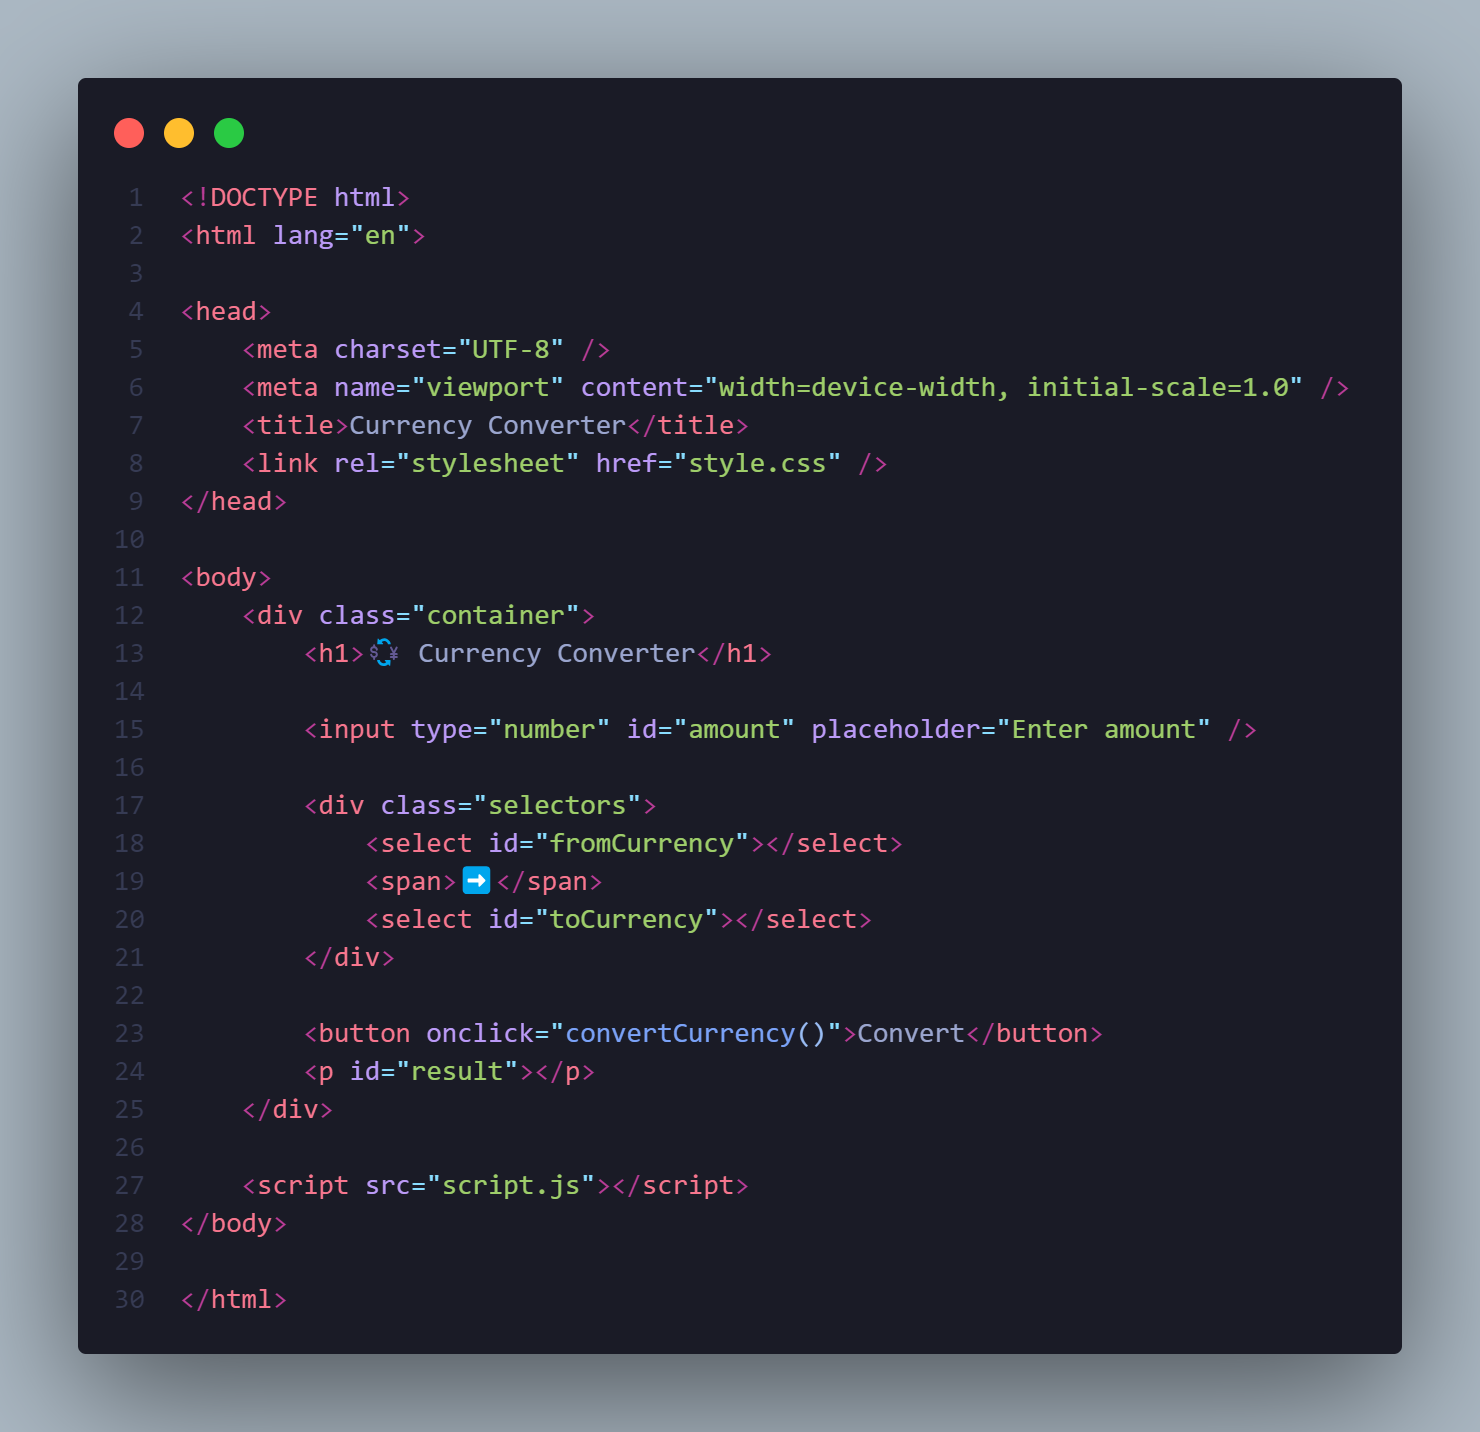 1 <!DOCTYPE html>
2 <html lang="en">
3
4 <head>
5     <meta charset="UTF-8" />
6     <meta name="viewport" content="width=device-width, initial-scale=1.0" />
7     <title>Currency Converter</title>
8     <link rel="stylesheet" href="style.css" />
9 </head>
10
11 <body>
12     <div class="container">
13         <h1>💱 Currency Converter</h1>
14
15         <input type="number" id="amount" placeholder="Enter amount" />
16
17         <div class="selectors">
18             <select id="fromCurrency"></select>
19             <span>➡️</span>
20             <select id="toCurrency"></select>
21         </div>
22
23         <button onclick="convertCurrency()">Convert</button>
24         <p id="result"></p>
25     </div>
26
27     <script src="script.js"></script>
28 </body>
29
30 </html>